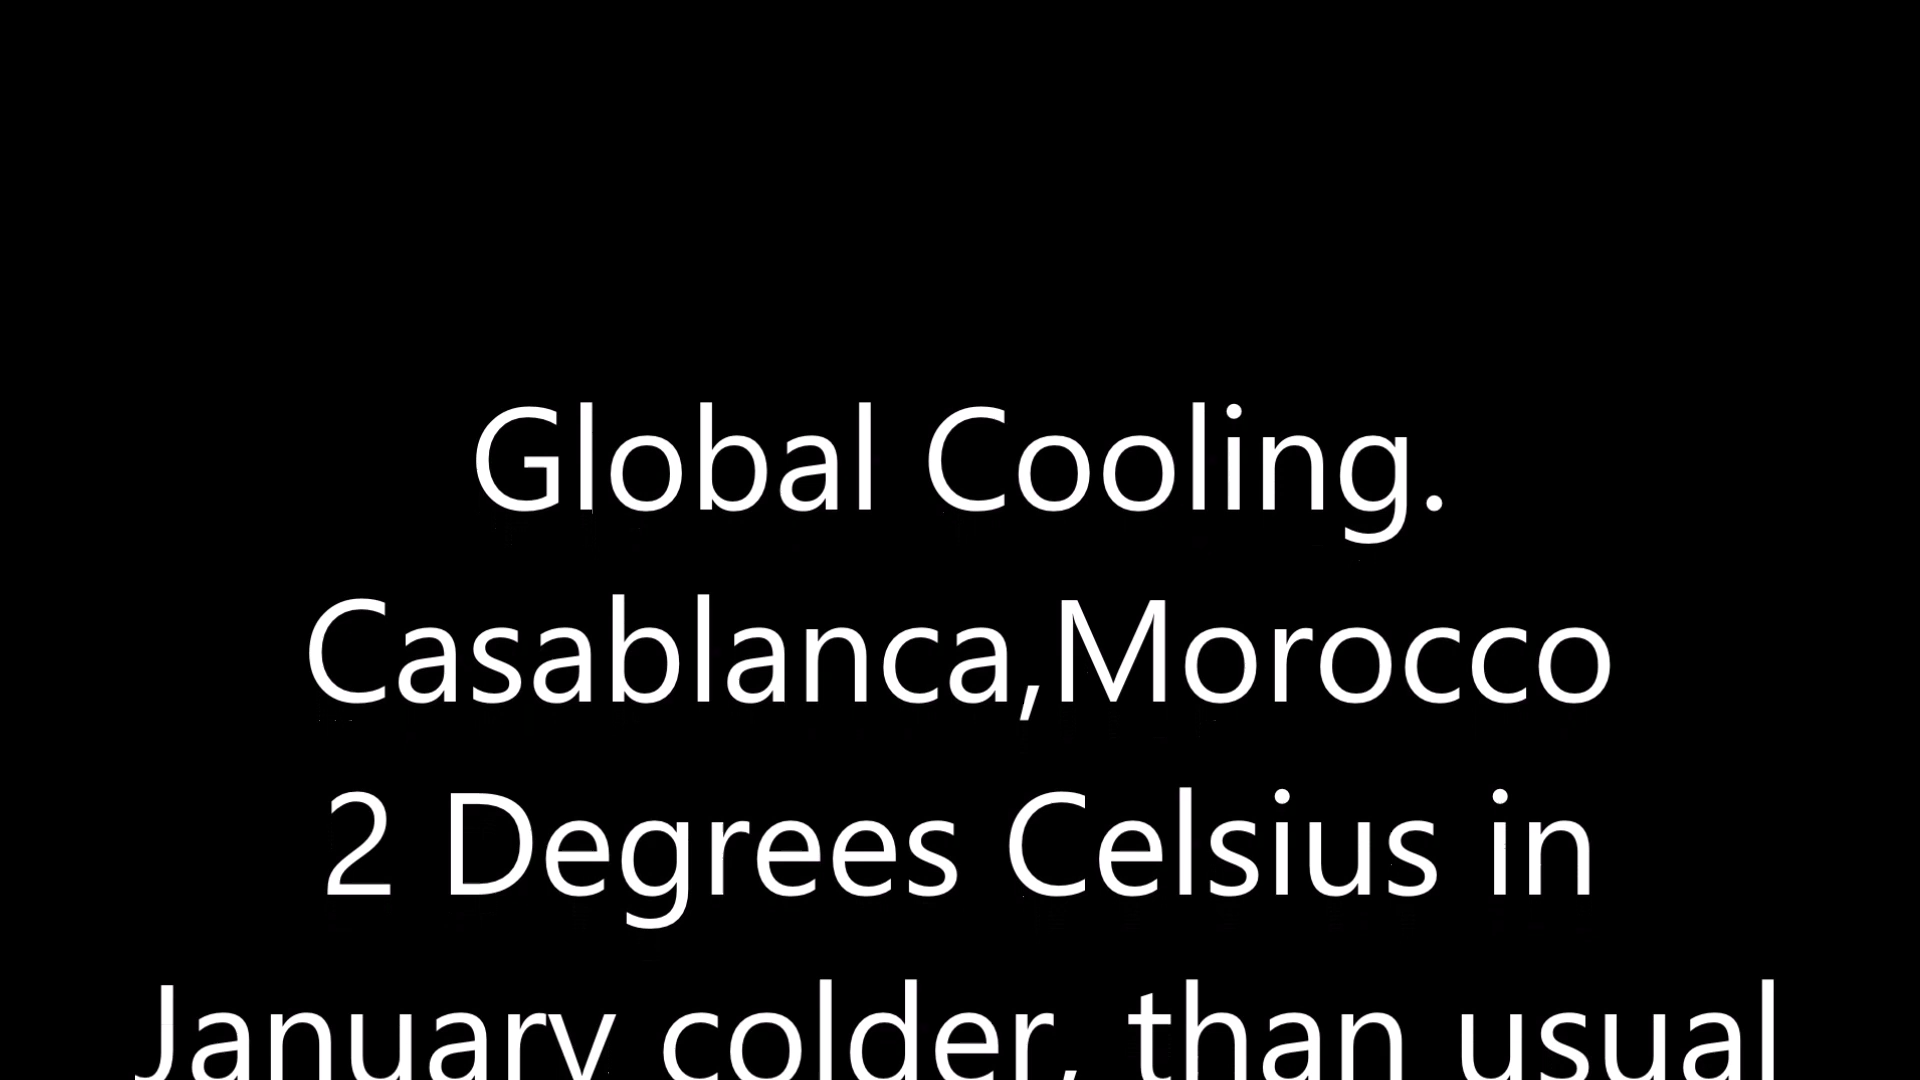 Global Cooling.
Casablanca,Morocco
2 Degrees Celsius in
January colder, than usual